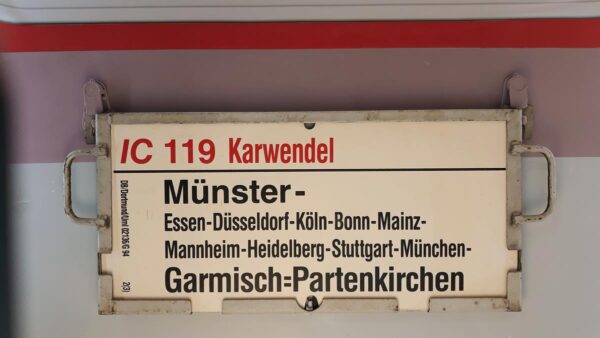 IC 119 Karwendel
Münster-
Essen-Düsseldorf-Köln-Bonn-Mainz-
Mannheim-Heidelberg-Stuttgart-München-
Garmisch=Partenkirchen